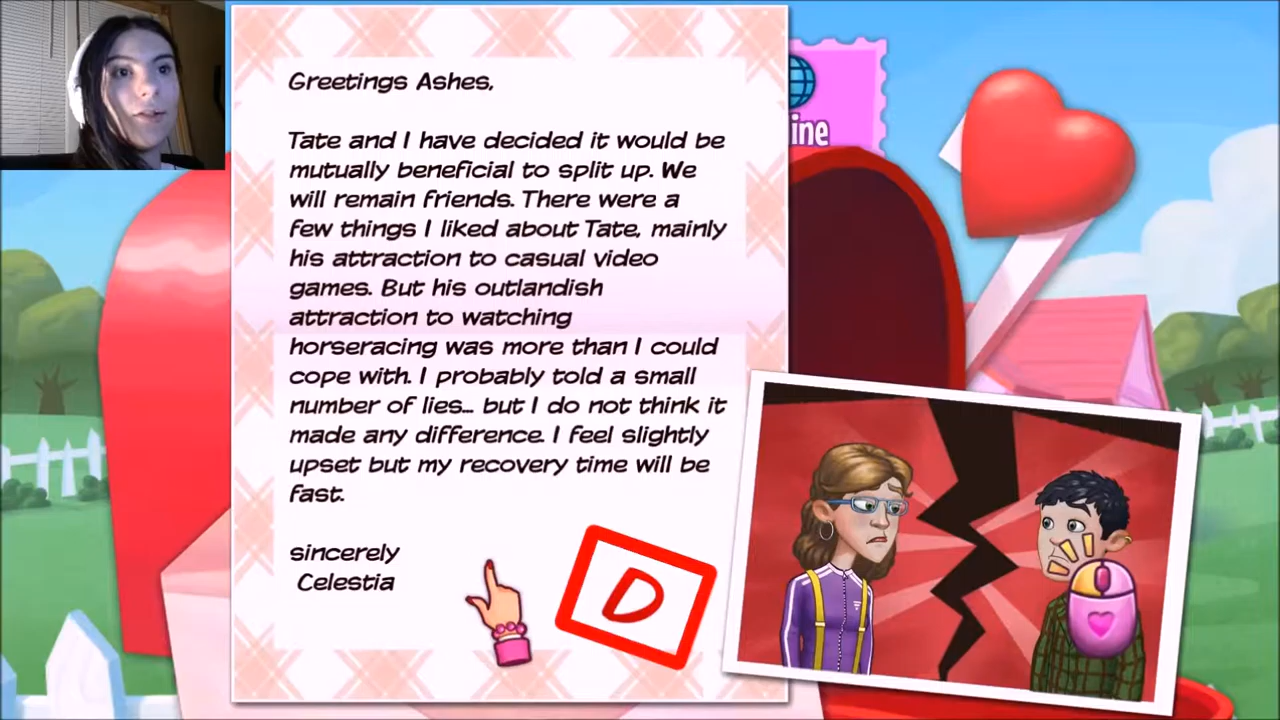 Greetings Ashes,
Tate and I have decided it would be
mutually beneficial to split up. We
will remain friends. There were a
few things I liked about Tate, mainly
his attraction to casual video
games. But his outlandish
attraction to watching
horseracing was more than I could
cope with. I probably told a small
number of lies... but I do not think it
made any difference. I feel slightly
upset but my recovery time will be
fast.
sincerely
Celestia
D